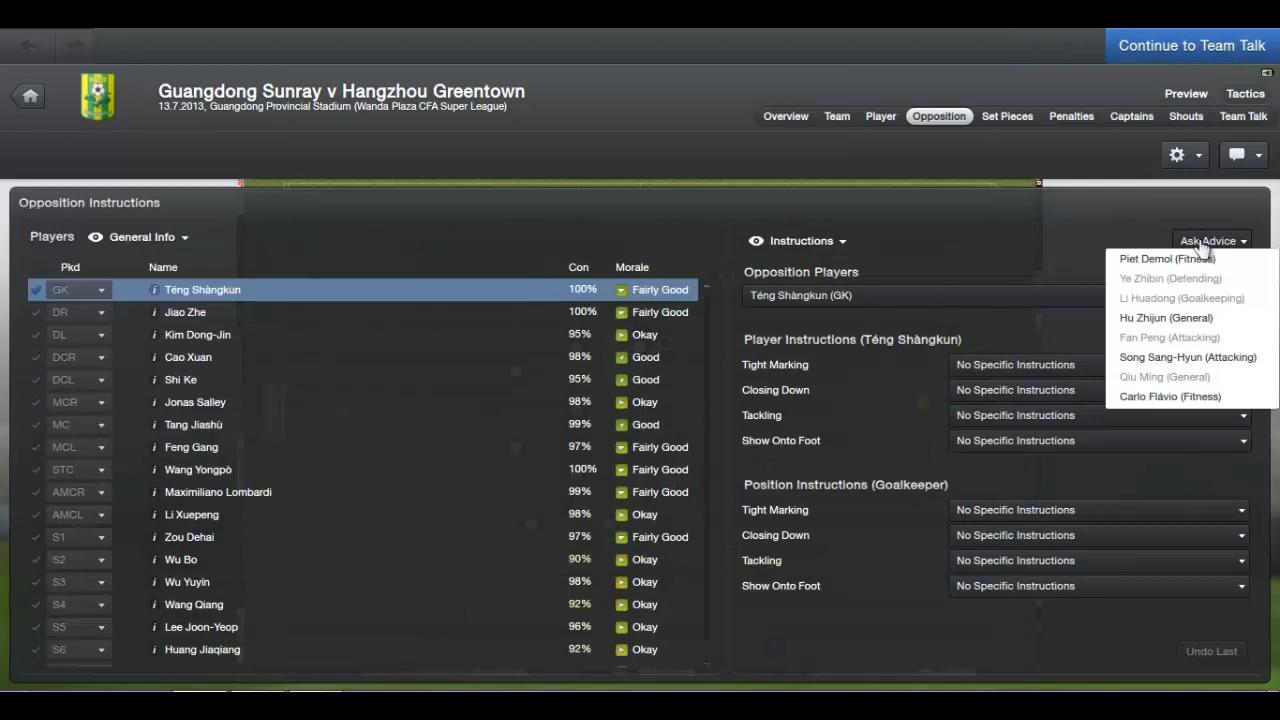 Continue to Team Talk
Guangdong Sunray v Hangzhou Greentown
13.7.2013, Guangdong Provincial Stadium (Wanda Plaza CFA Super League)
Preview Tactics
Overview Team Player Opposition Set Pieces Penalties Captains Shouts Team Talk
Opposition Instructions
Players General Info
Instructions
Ask Advice
Pkd Name Con Morale
GK i Téng Shàngkun 100% Fairly Good
DR i Jiao Zhe 100% Fairly Good
DL i Kim Dong-Jin 95% Okay
DCR i Cao Xuan 98% Good
DCL i Shi Ke 95% Good
MCR i Jonas Salley 98% Okay
MC i Tang Jiashù 99% Good
MCL i Feng Gang 97% Fairly Good
STC i Wang Yongpò 100% Fairly Good
AMCR i Maximiliano Lombardi 99% Fairly Good
AMCL i Li Xuepeng 98% Okay
S1 i Zou Dehai 97% Fairly Good
S2 i Wu Bo 90% Okay
S3 i Wu Yuyin 98% Okay
S4 i Wang Qiang 92% Okay
S5 i Lee Joon-Yeop 96% Okay
S6 i Huang Jiaqiang 92% Okay
Opposition Players
Téng Shàngkun (GK)
Player Instructions (Téng Shàngkun)
Tight Marking No Specific Instructions
Closing Down No Specific Instructions
Tackling No Specific Instructions
Show Onto Foot No Specific Instructions
Position Instructions (Goalkeeper)
Tight Marking No Specific Instructions
Closing Down No Specific Instructions
Tackling No Specific Instructions
Show Onto Foot No Specific Instructions
Undo Last
Piet Demol (Fitness)
Ye Zhibin (Defending)
Li Huadong (Goalkeeping)
Hu Zhijun (General)
Fan Peng (Attacking)
Song Sang-Hyun (Attacking)
Qiu Ming (General)
Carlo Flávio (Fitness)